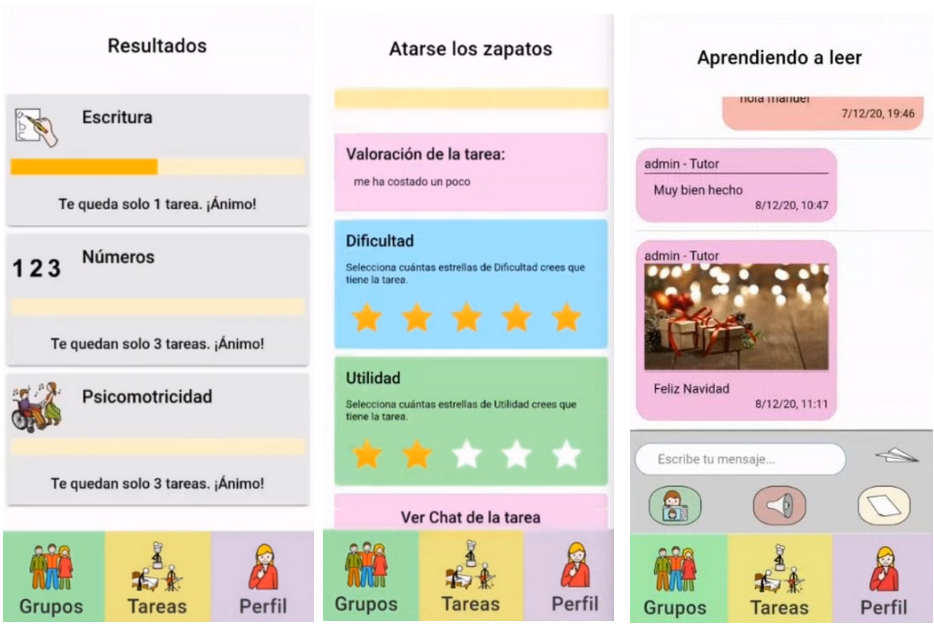 Resultados
Escritura
Te queda solo 1 tarea. ¡Ánimo!
1 2 3
Números
Te quedan solo 3 tareas. ¡Ánimo!
Psicomotricidad
Te quedan solo 3 tareas. ¡Ánimo!
Grupos
Tareas
Perfil
Atarse los zapatos
Valoración de la tarea:
me ha costado un poco
Dificultad
Selecciona cuántas estrellas de Dificultad crees que
tiene la tarea.
Utilidad
Selecciona cuántas estrellas de Utilidad crees que
tiene la tarea.
Ver Chat de la tarea
Grupos
Tareas
Perfil
Aprendiendo a leer
hola manuel
7/12/20, 19:46
admin - Tutor
Muy bien hecho
8/12/20, 10:47
admin - Tutor
Feliz Navidad
8/12/20, 11:11
Escribe tu mensaje...
Grupos
Tareas
Perfil